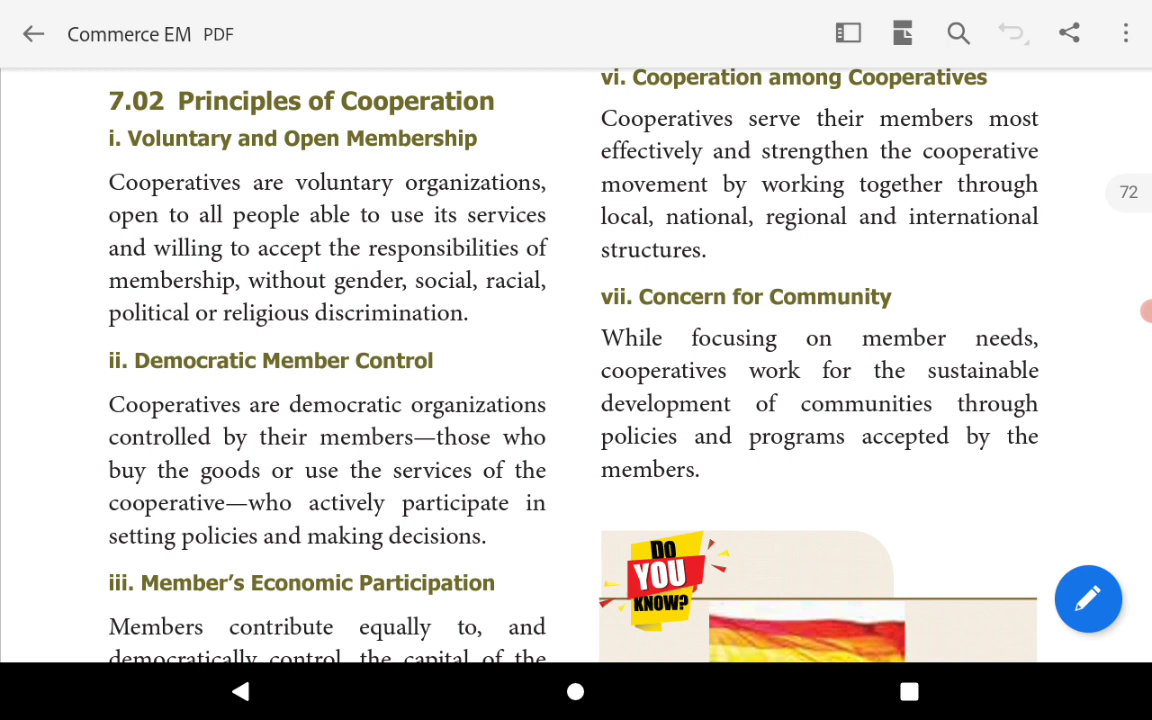 Commerce EM PDF
7.02 Principles of Cooperation
i. Voluntary and Open Membership
Cooperatives are voluntary organizations,
open to all people able to use its services
and willing to accept the responsibilities of
membership, without gender, social, racial,
political or religious discrimination.
ii. Democratic Member Control
Cooperatives are democratic organizations
controlled by their members—those who
buy the goods or use the services of the
cooperative—who actively participate in
setting policies and making decisions.
iii. Member’s Economic Participation
Members contribute equally to, and
democratically control, the capital of the
vi. Cooperation among Cooperatives
Cooperatives serve their members most
effectively and strengthen the cooperative
movement by working together through
local, national, regional and international
structures.
vii. Concern for Community
While focusing on member needs,
cooperatives work for the sustainable
development of communities through
policies and programs accepted by the
members.
DO
YOU
KNOW?
72